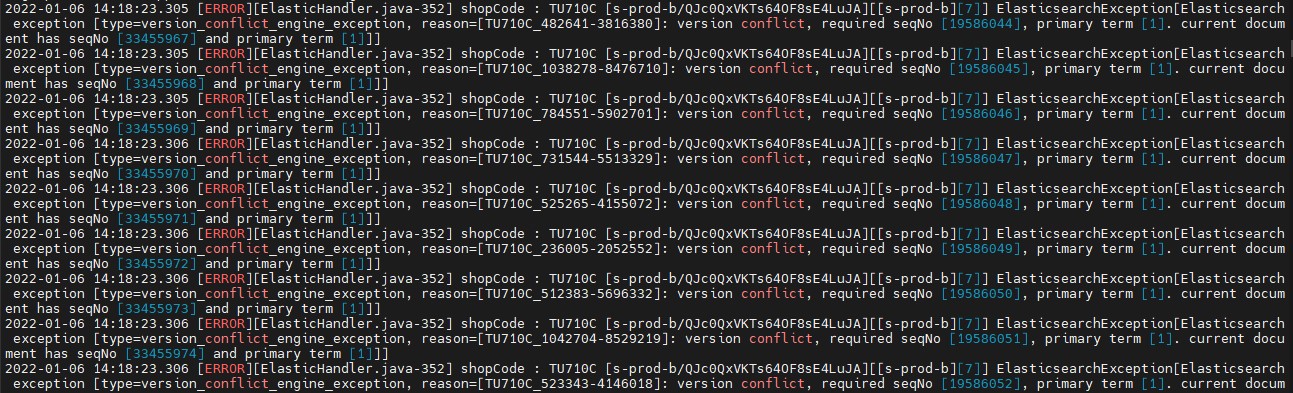 2022-01-06 14:18:23.305 [ERROR][ElasticHandler.java-352] shopCode : TU710C [s-prod-b/QJc0QxVKTs64OF8sE4LuJA][[s-prod-b][7]] ElasticsearchException[Elasticsearch
exception [type=version_conflict_engine_exception, reason=[TU710C_482641-3816380]: version conflict, required seqNo [19586044], primary term [1]. current docum
ent has seqNo [33455967] and primary term [1]]]
2022-01-06 14:18:23.305 [ERROR][ElasticHandler.java-352] shopCode : TU710C [s-prod-b/QJc0QxVKTs64OF8sE4LuJA][[s-prod-b][7]] ElasticsearchException[Elasticsearch
exception [type=version_conflict_engine_exception, reason=[TU710C_1038278-8476710]: version conflict, required seqNo [19586045], primary term [1]. current docu
ment has seqNo [33455968] and primary term [1]]]
2022-01-06 14:18:23.305 [ERROR][ElasticHandler.java-352] shopCode : TU710C [s-prod-b/QJc0QxVKTs64OF8sE4LuJA][[s-prod-b][7]] ElasticsearchException[Elasticsearch
exception [type=version_conflict_engine_exception, reason=[TU710C_784551-5902701]: version conflict, required seqNo [19586046], primary term [1]. current docum
ent has seqNo [33455969] and primary term [1]]]
2022-01-06 14:18:23.306 [ERROR][ElasticHandler.java-352] shopCode : TU710C [s-prod-b/QJc0QxVKTs64OF8sE4LuJA][[s-prod-b][7]] ElasticsearchException[Elasticsearch
exception [type=version_conflict_engine_exception, reason=[TU710C_731544-5513329]: version conflict, required seqNo [19586047], primary term [1]. current docum
ent has seqNo [33455970] and primary term [1]]]
2022-01-06 14:18:23.306 [ERROR][ElasticHandler.java-352] shopCode : TU710C [s-prod-b/QJc0QxVKTs64OF8sE4LuJA][[s-prod-b][7]] ElasticsearchException[Elasticsearch
exception [type=version_conflict_engine_exception, reason=[TU710C_525265-4155072]: version conflict, required seqNo [19586048], primary term [1]. current docum
ent has seqNo [33455971] and primary term [1]]]
2022-01-06 14:18:23.306 [ERROR][ElasticHandler.java-352] shopCode : TU710C [s-prod-b/QJc0QxVKTs64OF8sE4LuJA][[s-prod-b][7]] ElasticsearchException[Elasticsearch
exception [type=version_conflict_engine_exception, reason=[TU710C_236005-2052552]: version conflict, required seqNo [19586049], primary term [1]. current docum
ent has seqNo [33455972] and primary term [1]]]
2022-01-06 14:18:23.306 [ERROR][ElasticHandler.java-352] shopCode : TU710C [s-prod-b/QJc0QxVKTs64OF8sE4LuJA][[s-prod-b][7]] ElasticsearchException[Elasticsearch
exception [type=version_conflict_engine_exception, reason=[TU710C_512383-5696332]: version conflict, required seqNo [19586050], primary term [1]. current docum
ent has seqNo [33455973] and primary term [1]]]
2022-01-06 14:18:23.306 [ERROR][ElasticHandler.java-352] shopCode : TU710C [s-prod-b/QJc0QxVKTs64OF8sE4LuJA][[s-prod-b][7]] ElasticsearchException[Elasticsearch
exception [type=version_conflict_engine_exception, reason=[TU710C_1042704-8529219]: version conflict, required seqNo [19586051], primary term [1]. current docu
ment has seqNo [33455974] and primary term [1]]]
2022-01-06 14:18:23.306 [ERROR][ElasticHandler.java-352] shopCode : TU710C [s-prod-b/QJc0QxVKTs64OF8sE4LuJA][[s-prod-b][7]] ElasticsearchException[Elasticsearch
exception [type=version_conflict_engine_exception, reason=[TU710C_523343-4146018]: version conflict, required seqNo [19586052], primary term [1]. current docum